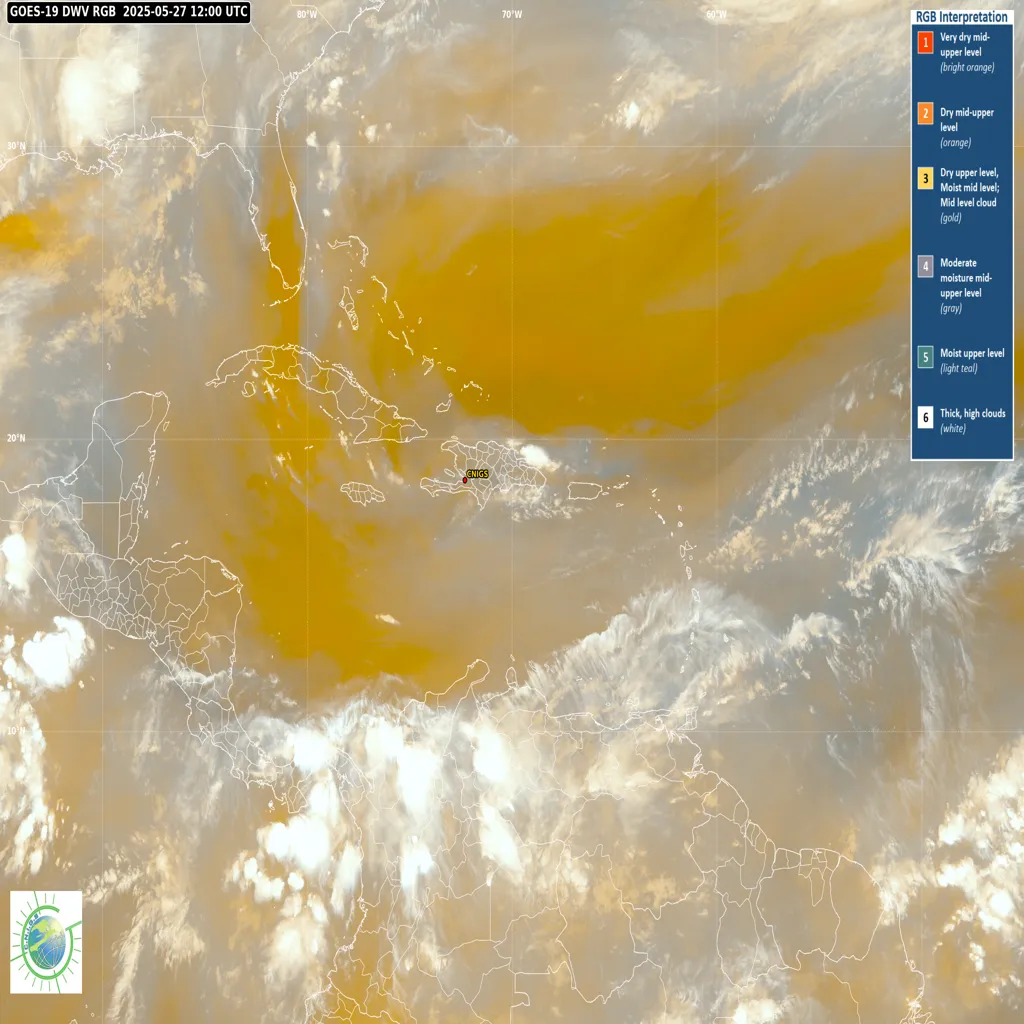 GOES-19 DWV RGB 2025-05-27 12:00 UTC
80°W
70°W
60°W
RGB Interpretation
1
Very dry mid-
upper level
(bright orange)
2
Dry mid-upper
level
(orange)
30°N
3
Dry upper level,
Moist mid level;
Mid level cloud
(gold)
4
Moderate
moisture mid-
upper level
(gray)
5
Moist upper level
(light teal)
6
Thick, high clouds
(white)
20°N
CNIGS
10°N